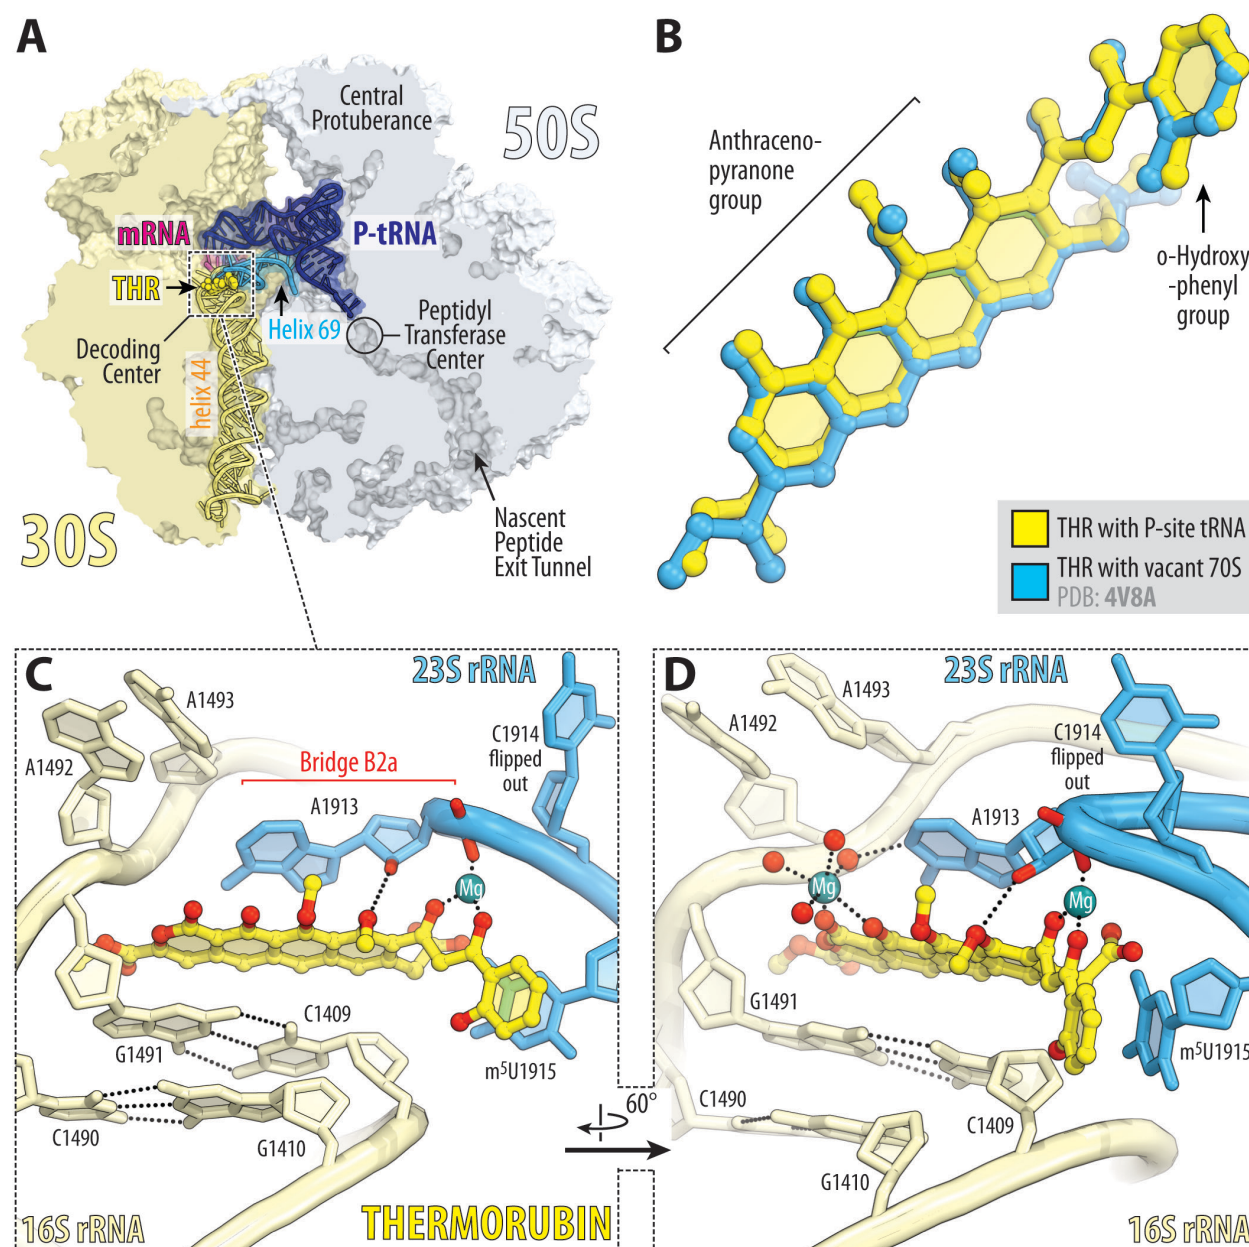 A
Central
Protuberance
50S
mRNA
P-tRNA
THR
Helix 69
Peptidyl
Transferase
Center
Decoding
Center
helix 44
30S
Nascent
Peptide
Exit Tunnel
B
Anthraceno-
pyranone
group
o-Hydroxy
-phenyl
group
THR with P-site tRNA
THR with vacant 70S
PDB: 4V8A
C
23S rRNA
A1493
A1492
Bridge B2a
C1914
flipped
out
A1913
Mg
C1409
G1491
m⁵U1915
C1490
G1410
16S rRNA
THERMORUBIN
60°
D
23S rRNA
A1493
A1492
C1914
flipped
out
A1913
Mg
Mg
G1491
m⁵U1915
C1490
C1409
G1410
16S rRNA